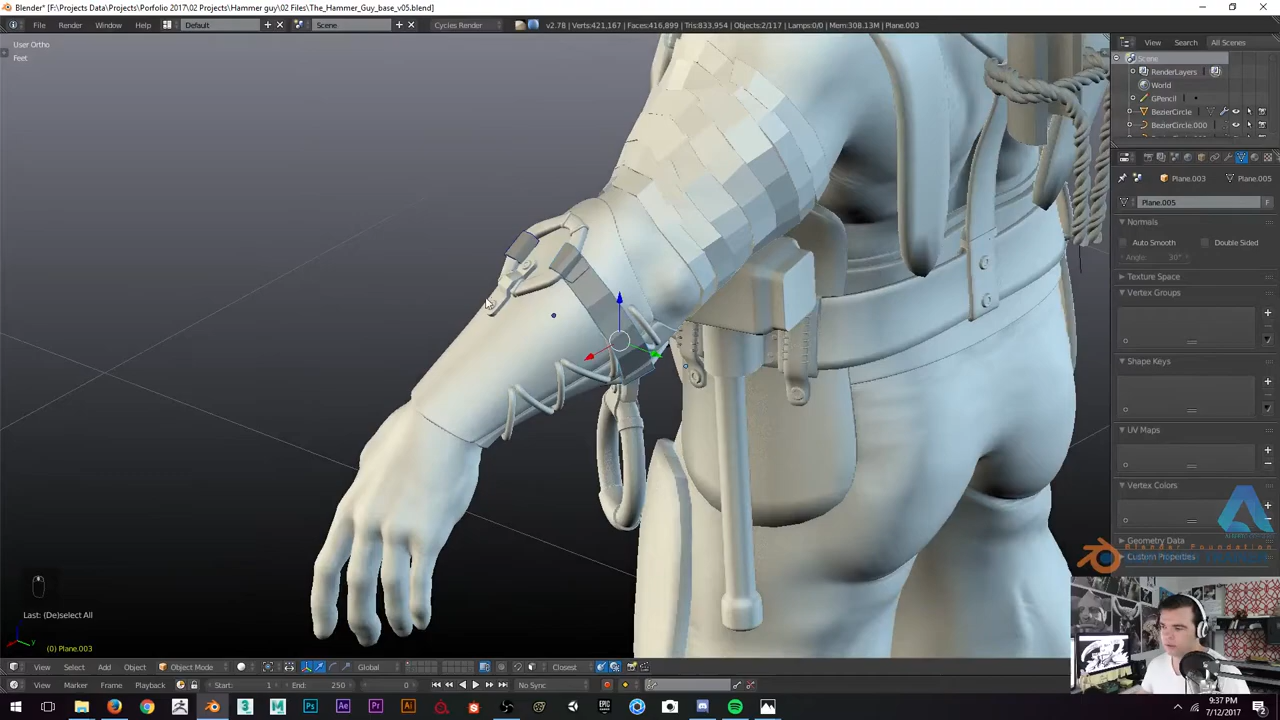 Blender* [F:\Projects Data\Projects\Porfolio 2017\02 Projects\Hammer guy\02 Files\The_Hammer_Guy_base_v05.blend]
File Render Window Help Default Scene Cycles Render v2.78 | Verts:421,167 | Faces:416,899 | Tris:833,954 | Objects:2/117 | Lamps:0/0 | Mem:308.13M | Plane.003
View Search All Scenes
User Ortho
Feet
Scene
RenderLayers
World
GPencil
BezierCircle
BezierCircle.000
Plane.003 Plane.005
Plane.005 F
Normals
Auto Smooth Double Sided
Angle: 30°
Texture Space
Vertex Groups
Shape Keys
UV Maps
Vertex Colors
Geometry Data
Blender Foundation
Custom Properties
Last: (De)select All
(0) Plane.003
View Select Add Object Object Mode Global Closest
View Marker Frame Playback Start: 1 End: 250 0 No Sync
9:37 PM
7/12/2017